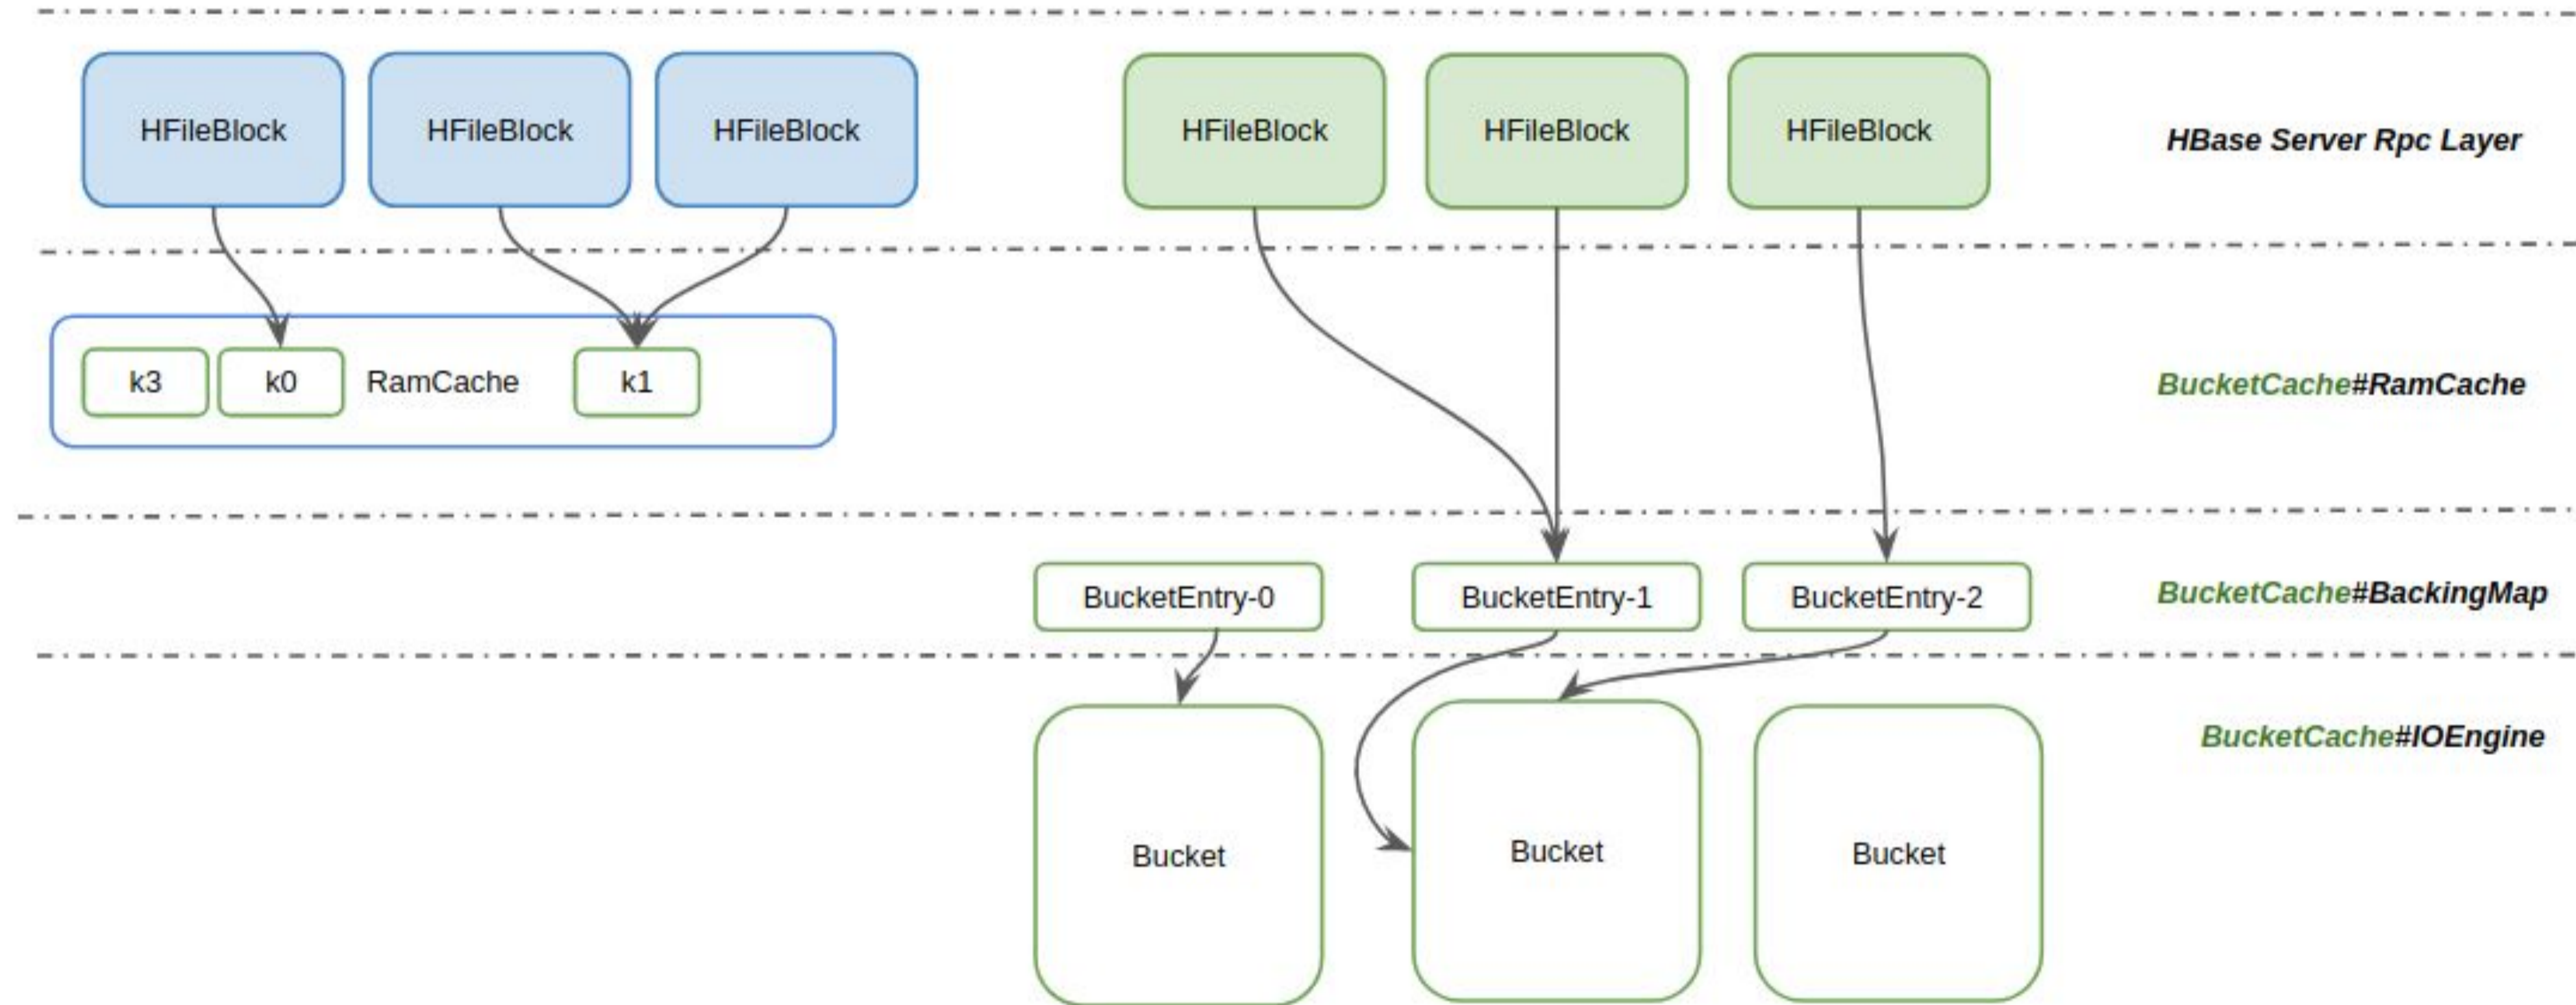 HFileBlock
HFileBlock
HFileBlock
HFileBlock
HFileBlock
HFileBlock
HBase Server Rpc Layer
k3
k0
RamCache
k1
BucketCache#RamCache
BucketEntry-0
BucketEntry-1
BucketEntry-2
BucketCache#BackingMap
BucketCache#IOEngine
Bucket
Bucket
Bucket